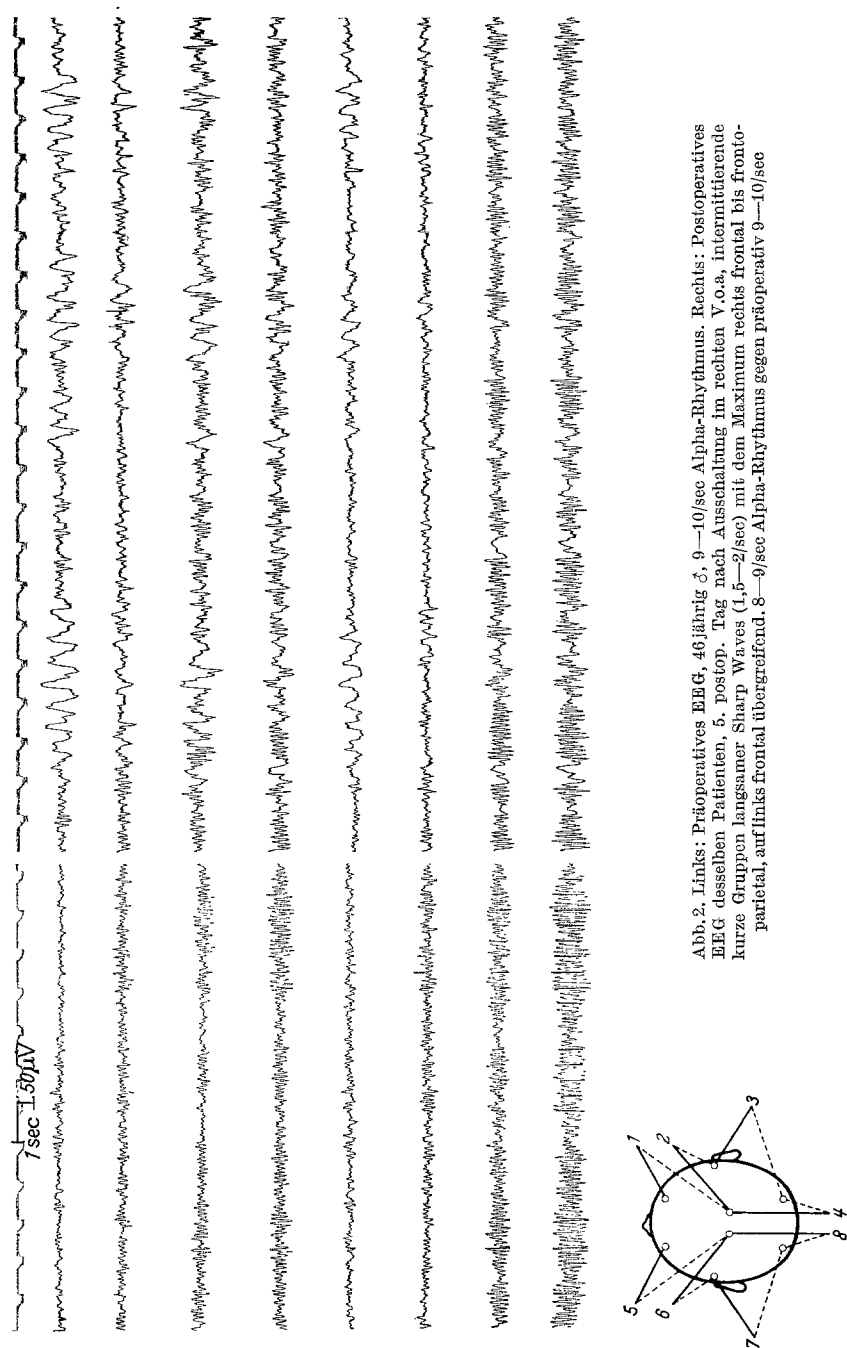 1 sec 50µV
1
2
3
4
5
6
7
8
Abb. 2. Links: Präoperatives EEG, 46jährig ♂, 9—10/sec Alpha-Rhythmus. Rechts: Postoperatives
EEG desselben Patienten, 5. postop. Tag nach Ausschaltung im rechten V.o.a, intermittierende
kurze Gruppen langsamer Sharp Waves (1,5—2/sec) mit dem Maximum rechts frontal bis fronto-
parietal, auf links frontal übergreifend. 8—9/sec Alpha-Rhythmus gegen präoperativ 9—10/sec